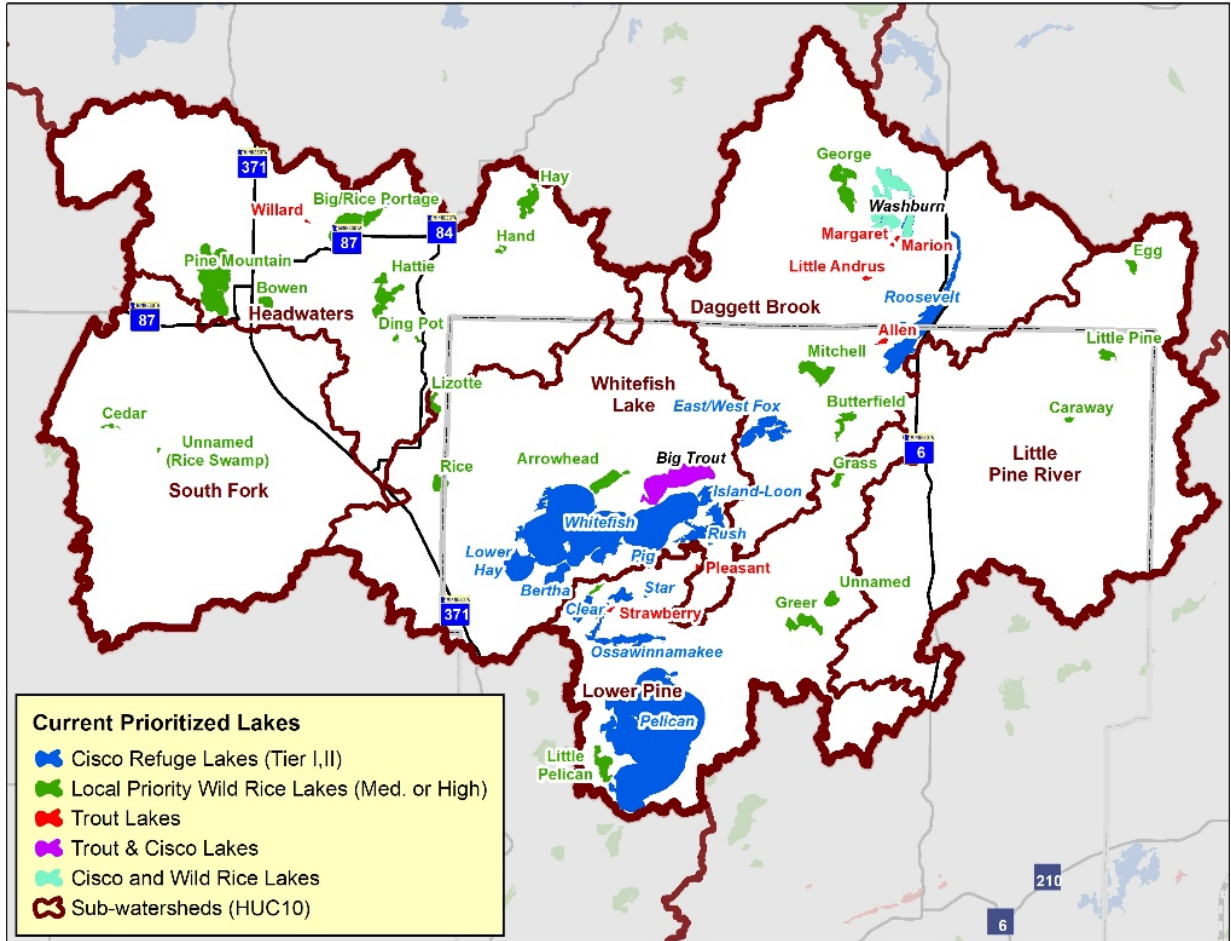 George
Hay
MINNESOTA
371
Big/Rice Portage
Willard
Washburn
MINNESOTA
84
MINNESOTA
87
Hand
Margaret
Marion
Egg
Pine Mountain
Hattie
Little Andrus
Bowen
Roosevelt
Headwaters
Daggett Brook
MINNESOTA
87
Ding Pot
Allen
Little Pine
Mitchell
Lizotte
Whitefish
Lake
East/West Fox
Butterfield
Caraway
Cedar
Unnamed
(Rice Swamp)
6
Little
Pine River
Rice
Arrowhead
Big Trout
Grass
South Fork
Island-Loon
Whitefish
Rush
Lower
Hay
Pig
Pleasant
Bertha
Star
Unnamed
MINNESOTA
371
Clear
Strawberry
Greer
Ossawinnamakee
Lower Pine
Pelican
Little
Pelican
Current Prioritized Lakes
Cisco Refuge Lakes (Tier I,II)
Local Priority Wild Rice Lakes (Med. or High)
Trout Lakes
Trout & Cisco Lakes
Cisco and Wild Rice Lakes
Sub-watersheds (HUC10)
210
6